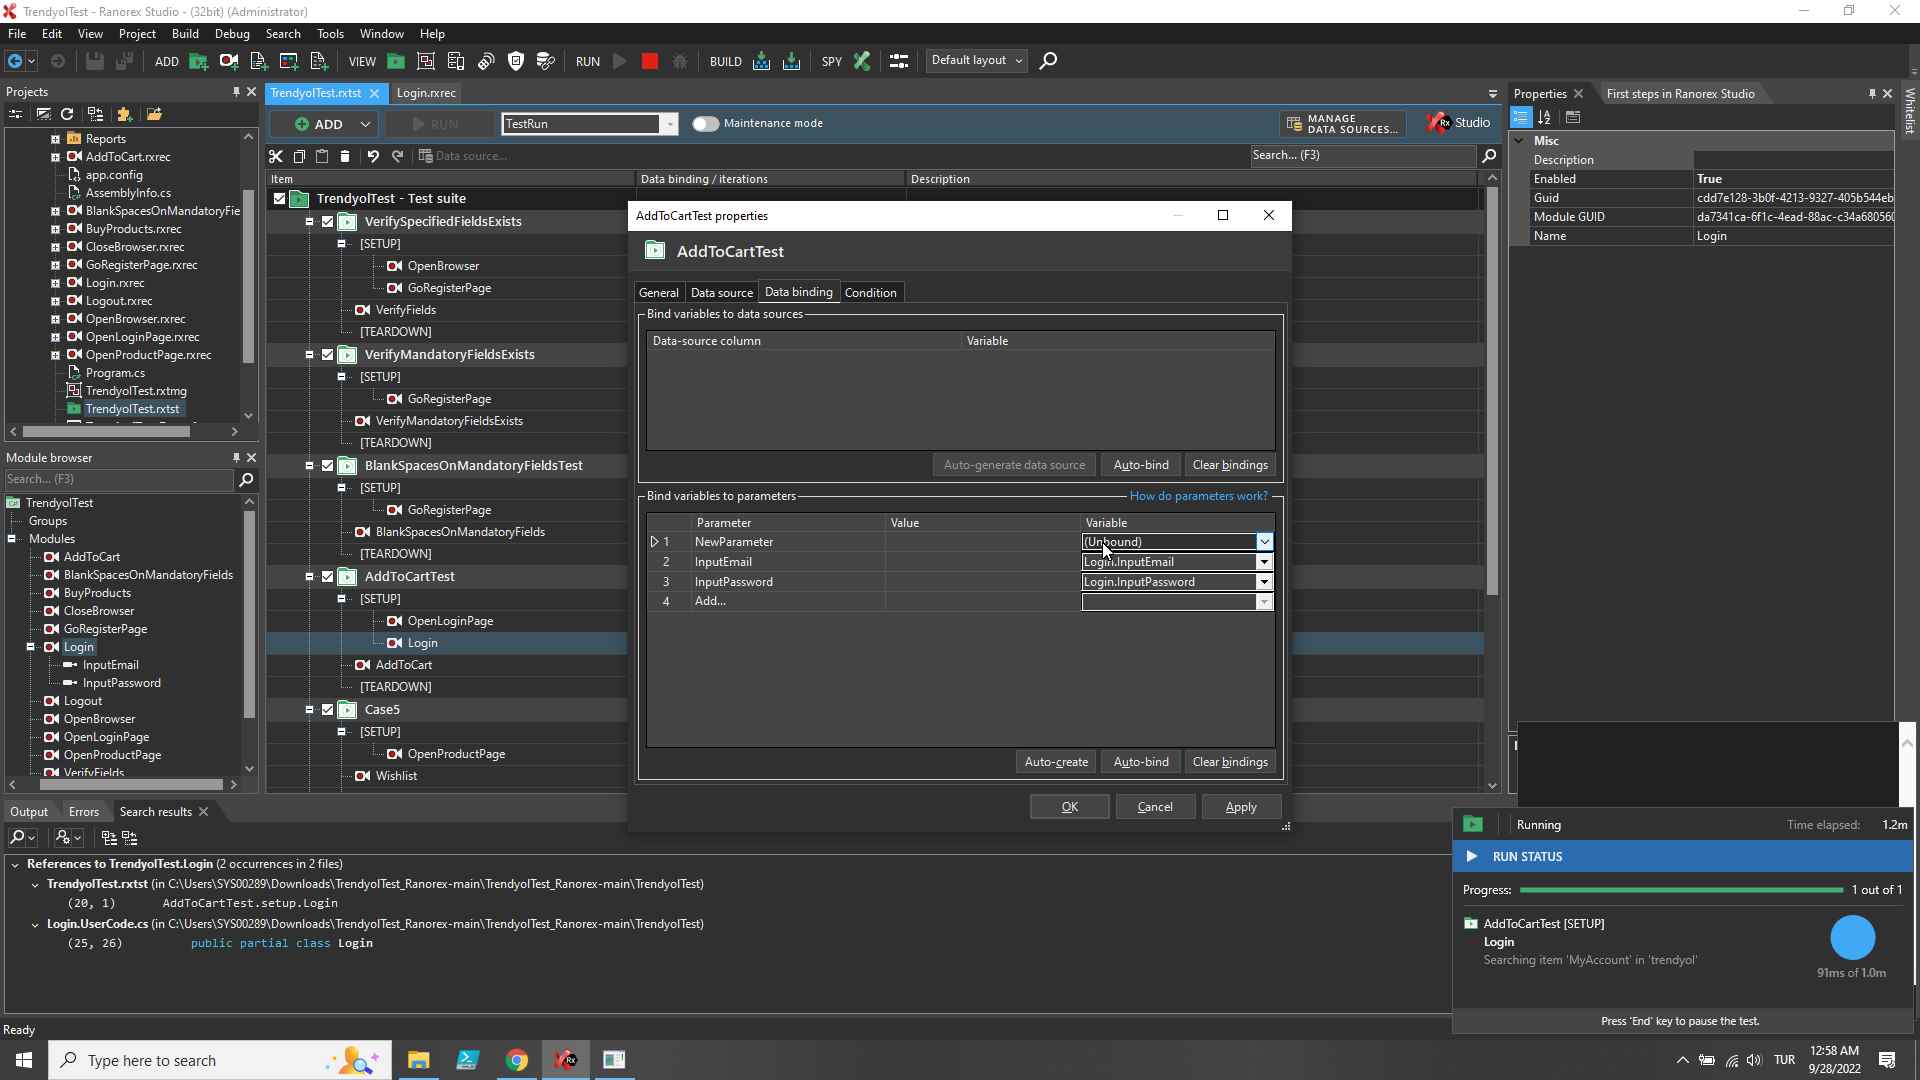 TrendyolTest - Ranorex Studio - (32bit) (Administrator)
File Edit View Project Build Debug Search Tools Window Help
ADD VIEW RUN BUILD SPY Default layout
Projects
TrendyolTest.rxtst Login.rxrec
Properties First steps in Ranorex Studio
Whitelist
ADD RUN TestRun Maintenance mode MANAGE DATA SOURCES... Rx Studio
Data source... Search... (F3)
Item Data binding / iterations Description
Reports
AddToCart.rxrec
app.config
AssemblyInfo.cs
BlankSpacesOnMandatoryFie
BuyProducts.rxrec
CloseBrowser.rxrec
GoRegisterPage.rxrec
Login.rxrec
Logout.rxrec
OpenBrowser.rxrec
OpenLoginPage.rxrec
OpenProductPage.rxrec
Program.cs
TrendyolTest.rxtmg
TrendyolTest.rxtst
Module browser
Search... (F3)
TrendyolTest
Groups
Modules
AddToCart
BlankSpacesOnMandatoryFields
BuyProducts
CloseBrowser
GoRegisterPage
Login
InputEmail
InputPassword
Logout
OpenBrowser
OpenLoginPage
OpenProductPage
VerifyFields
TrendyolTest - Test suite
VerifySpecifiedFieldsExists
[SETUP]
OpenBrowser
GoRegisterPage
VerifyFields
[TEARDOWN]
VerifyMandatoryFieldsExists
[SETUP]
GoRegisterPage
VerifyMandatoryFieldsExists
[TEARDOWN]
BlankSpacesOnMandatoryFieldsTest
[SETUP]
GoRegisterPage
BlankSpacesOnMandatoryFields
[TEARDOWN]
AddToCartTest
[SETUP]
OpenLoginPage
Login
AddToCart
[TEARDOWN]
Case5
[SETUP]
OpenProductPage
Wishlist
AddToCartTest properties
AddToCartTest
General Data source Data binding Condition
Bind variables to data sources
Data-source column Variable
Auto-generate data source Auto-bind Clear bindings
Bind variables to parameters How do parameters work?
Parameter Value Variable
1 NewParameter (Unbound)
2 InputEmail Login.InputEmail
3 InputPassword Login.InputPassword
4 Add...
Auto-create Auto-bind Clear bindings
OK Cancel Apply
Misc
Description
Enabled True
Guid cdd7e128-3b0f-4213-9327-405b544eb
Module GUID da7341ca-6f1c-4ead-88ac-c34a680560
Name Login
Output Errors Search results
References to TrendyolTest.Login (2 occurrences in 2 files)
TrendyolTest.rxtst (in C:\Users\SYS00289\Downloads\TrendyolTest_Ranorex-main\TrendyolTest_Ranorex-main\TrendyolTest)
(20, 1) AddToCartTest.setup.Login
Login.UserCode.cs (in C:\Users\SYS00289\Downloads\TrendyolTest_Ranorex-main\TrendyolTest_Ranorex-main\TrendyolTest)
(25, 26) public partial class Login
Running Time elapsed: 1.2m
RUN STATUS
Progress: 1 out of 1
AddToCartTest [SETUP]
Login
Searching item 'MyAccount' in 'trendyol'
91ms of 1.0m
Press 'End' key to pause the test.
Ready
Type here to search
TUR
12:58 AM
9/28/2022